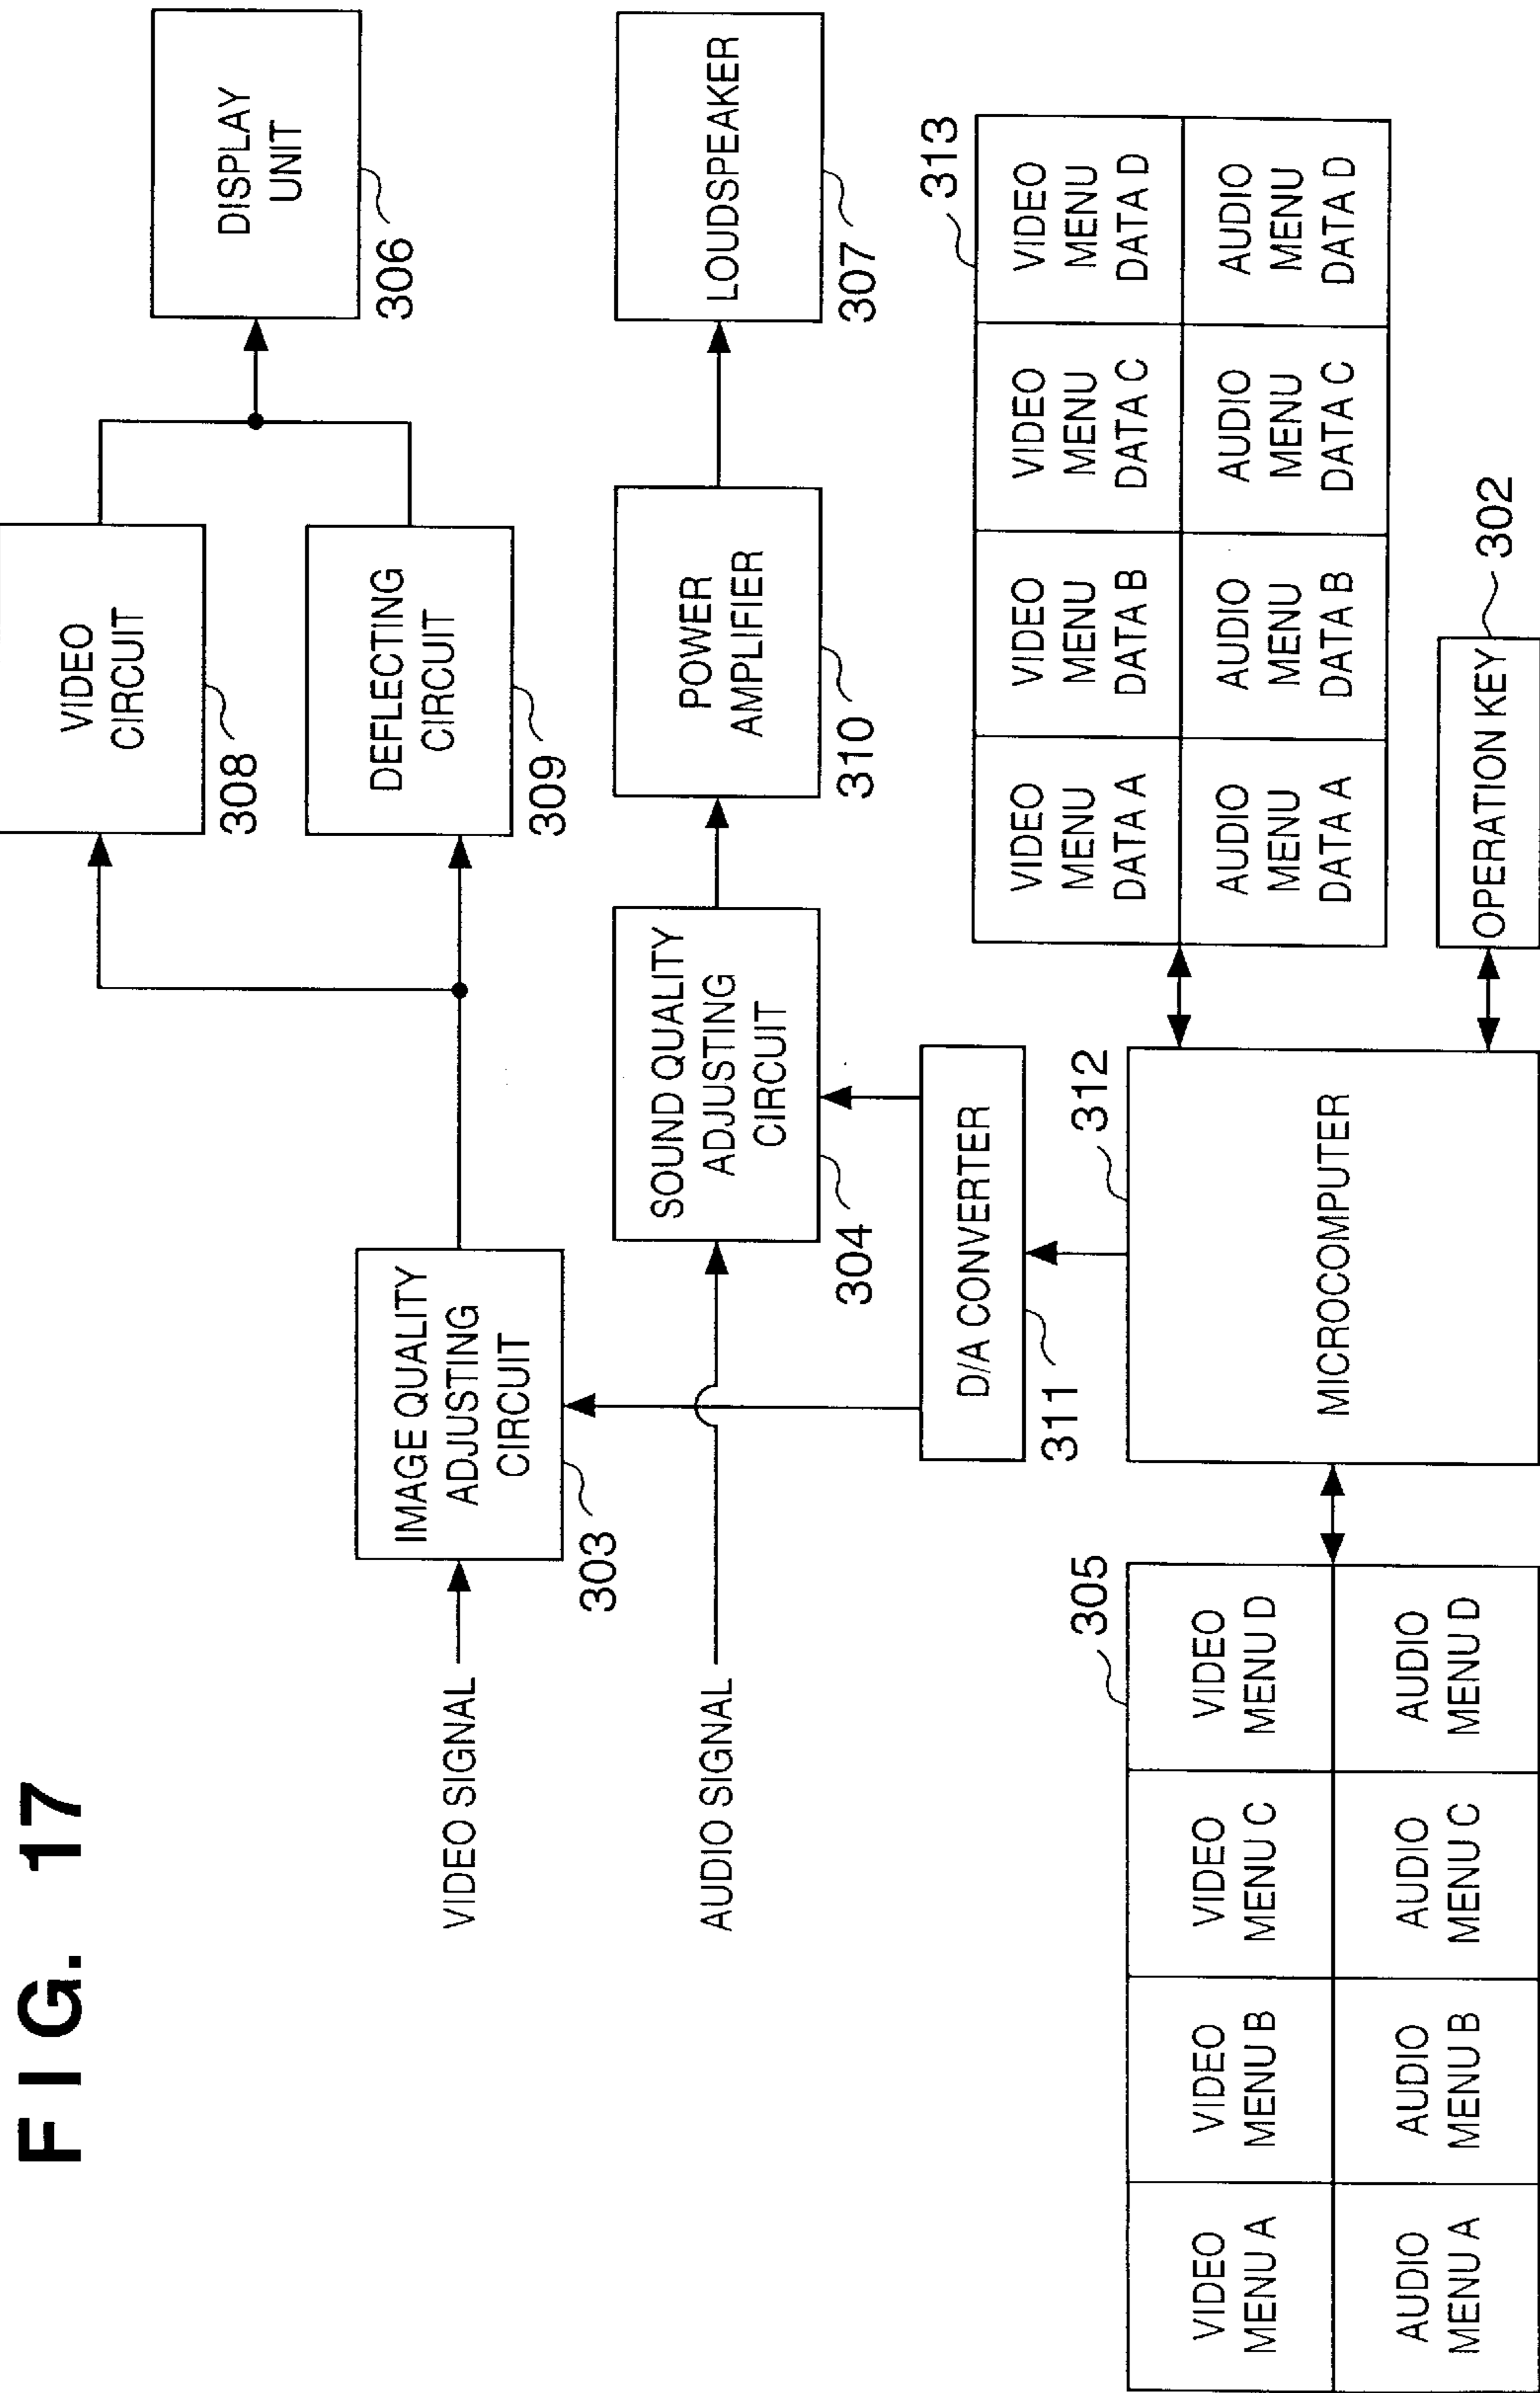 FIG. 17
VIDEO
CIRCUIT
308
DISPLAY
UNIT
306
DEFLECTING
CIRCUIT
309
IMAGE QUALITY
ADJUSTING
CIRCUIT
303
VIDEO SIGNAL
AUDIO SIGNAL
SOUND QUALITY
ADJUSTING
CIRCUIT
304
POWER
AMPLIFIER
310
LOUDSPEAKER
307
D/A CONVERTER
311
313
VIDEO
MENU
DATA A
VIDEO
MENU
DATA B
VIDEO
MENU
DATA C
VIDEO
MENU
DATA D
AUDIO
MENU
DATA A
AUDIO
MENU
DATA B
AUDIO
MENU
DATA C
AUDIO
MENU
DATA D
305
VIDEO
MENU A
VIDEO
MENU B
VIDEO
MENU C
VIDEO
MENU D
AUDIO
MENU A
AUDIO
MENU B
AUDIO
MENU C
AUDIO
MENU D
312
MICROCOMPUTER
OPERATION KEY
302